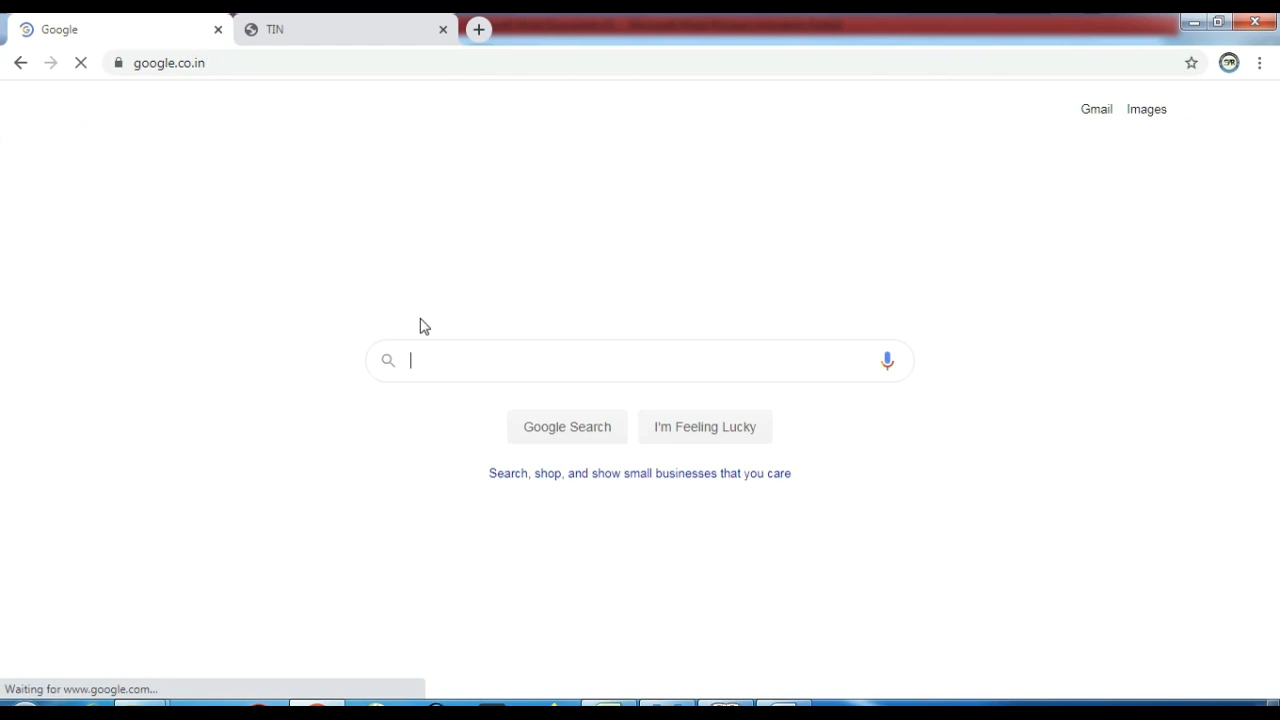 Google
TIN
google.co.in
Gmail Images
Google Search
I'm Feeling Lucky
Search, shop, and show small businesses that you care
Waiting for www.google.com...